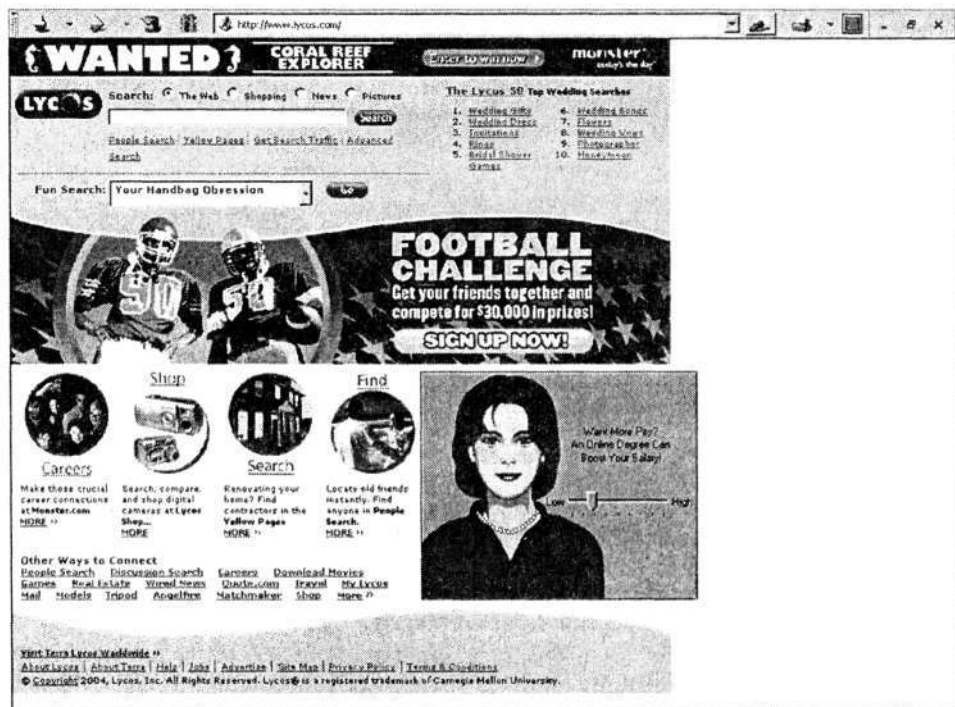 http://www.lycos.com/
WANTED
CORAL REEF
EXPLORER
enter to win now
monster
today's the day
LYCOS
Search: The Web Shopping News Pictures
Search
People Search | Yellow Pages | Get Search Traffic | Advanced
Search
Fun Search: Your Handbag Obsession Go
The Lycos 50 Top Wedding Searches
1. Wedding Gifts
2. Wedding Dress
3. Invitations
4. Rings
5. Bridal Shower
Games
6. Wedding Songs
7. Flowers
8. Wedding Vows
9. Photographer
10. Honeymoon
FOOTBALL
CHALLENGE
Get your friends together and
compete for $30,000 in prizes!
SIGN UP NOW!
50
50
Careers
Make those crucial
career connections
at Monster.com
MORE »
Shop
Search, compare,
and shop digital
cameras at Lycos
Shop...
MORE
Search
Renovating your
home? Find
contractors in the
Yellow Pages
MORE »
Find
Locate old friends
instantly. Find
anyone in People
Search.
MORE »
Want More Pay?
An Online Degree Can
Boost Your Salary!
Low High
Other Ways to Connect
People Search Discussion Search Careers Download Movies
Games Real Estate Wired News Quote.com Travel My Lycos
Mail Models Tripod Angelfire Matchmaker Shop More »
Visit Terra Lycos Worldwide »
About Lycos | About Terra | Help | Jobs | Advertise | Site Map | Privacy Policy | Terms & Conditions
© Copyright 2004, Lycos, Inc. All Rights Reserved. Lycos® is a registered trademark of Carnegie Mellon University.